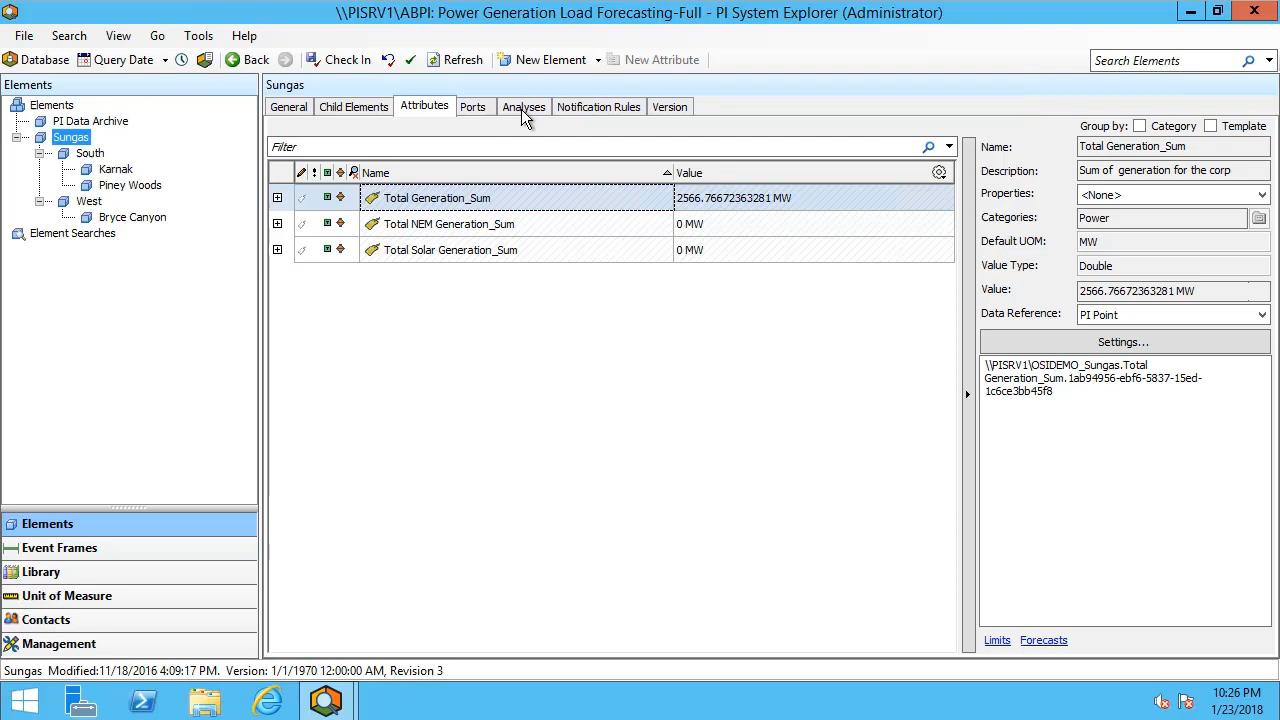 \\PISRV1\ABPI: Power Generation Load Forecasting-Full - PI System Explorer (Administrator)
File Search View Go Tools Help
Database Query Date Back Check In Refresh New Element New Attribute Search Elements
Elements
Elements
PI Data Archive
Sungas
South
Karnak
Piney Woods
West
Bryce Canyon
Element Searches
Elements
Event Frames
Library
Unit of Measure
Contacts
Management
Sungas
General Child Elements Attributes Ports Analyses Notification Rules Version
Group by: Category Template
Filter
Name Value
Total Generation_Sum 2566.76672363281 MW
Total NEM Generation_Sum 0 MW
Total Solar Generation_Sum 0 MW
Name: Total Generation_Sum
Description: Sum of generation for the corp
Properties: <None>
Categories: Power
Default UOM: MW
Value Type: Double
Value: 2566.76672363281 MW
Data Reference: PI Point
Settings...
\\PISRV1\OSIDEMO_Sungas.Total
Generation_Sum.1ab94956-ebf6-5837-15ed-
1c6ce3bb45f8
Limits Forecasts
Sungas Modified:11/18/2016 4:09:17 PM. Version: 1/1/1970 12:00:00 AM, Revision 3
10:26 PM
1/23/2018